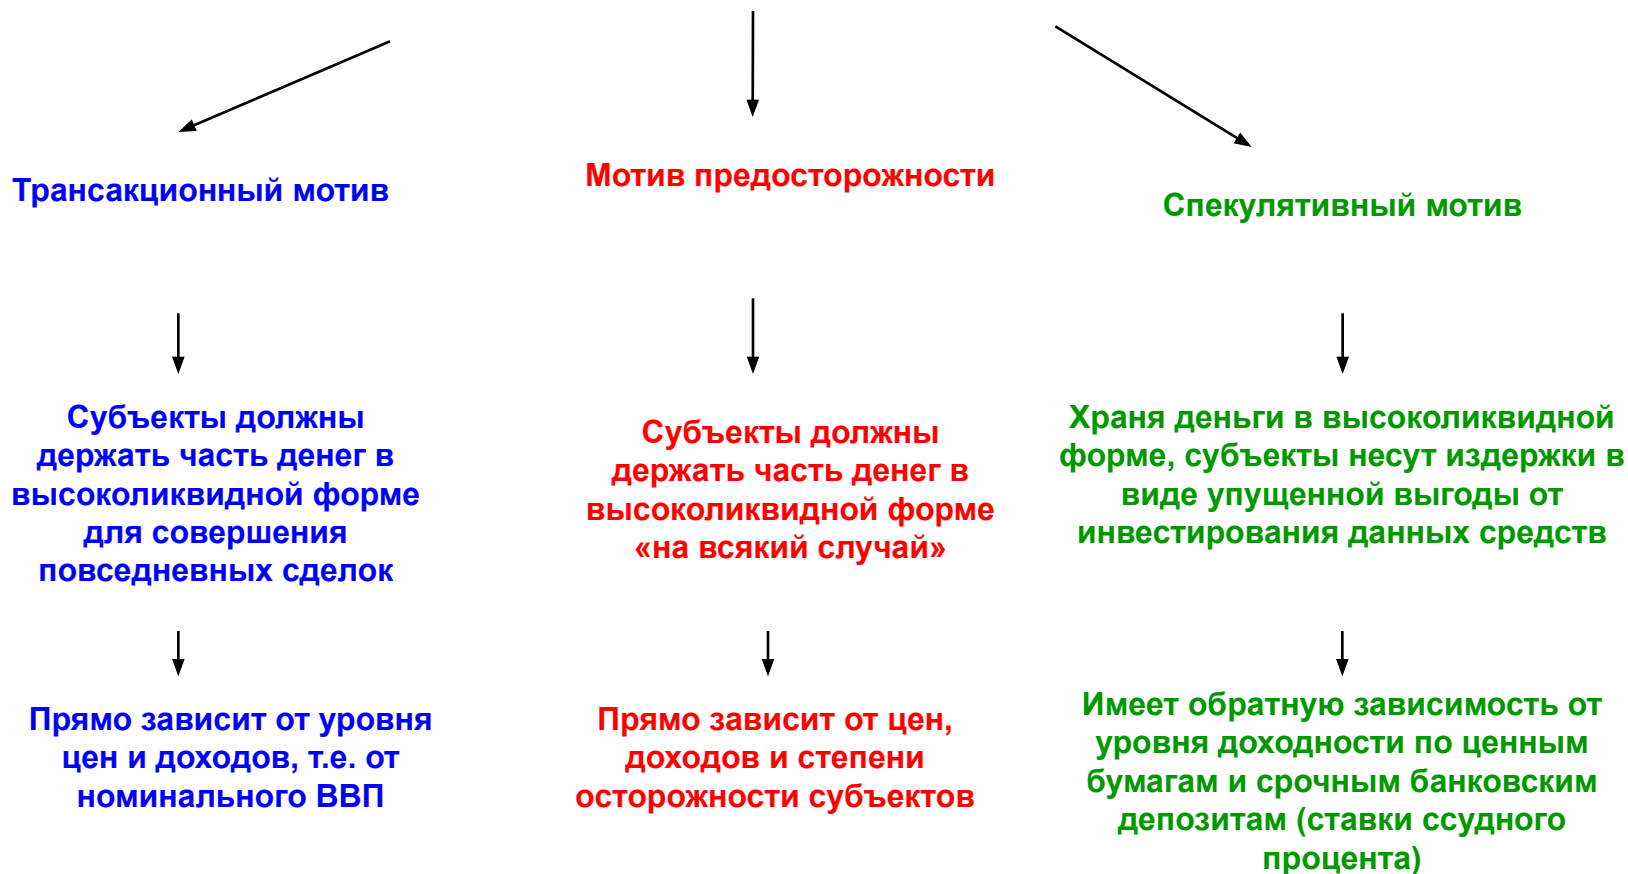 Трансакционный мотив
Субъекты должны
держать часть денег в
высоколиквидной форме
для совершения
повседневных сделок
Прямо зависит от уровня
цен и доходов, т.е. от
номинального ВВП
Мотив предосторожности
Субъекты должны
держать часть денег в
высоколиквидной форме
«на всякий случай»
Прямо зависит от цен,
доходов и степени
осторожности субъектов
Спекулятивный мотив
Храня деньги в высоколиквидной
форме, субъекты несут издержки в
виде упущенной выгоды от
инвестирования данных средств
Имеет обратную зависимость от
уровня доходности по ценным
бумагам и срочным банковским
депозитам (ставки ссудного
процента)